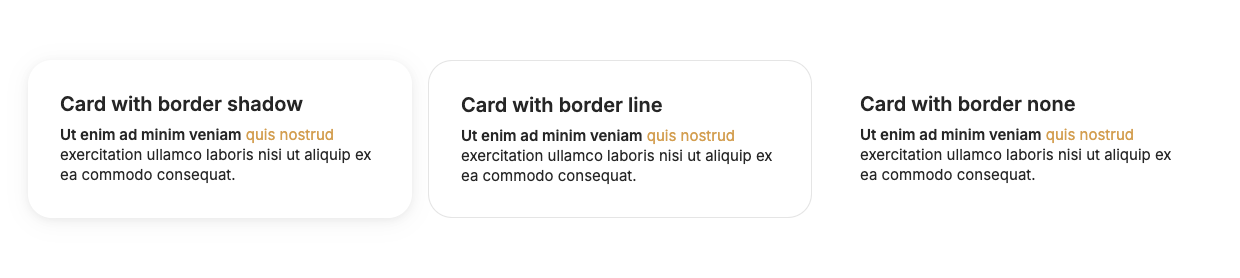 Card with border shadow
Ut enim ad minim veniam quis nostrud
exercitation ullamco laboris nisi ut aliquip ex
ea commodo consequat.
Card with border line
Ut enim ad minim veniam quis nostrud
exercitation ullamco laboris nisi ut aliquip ex
ea commodo consequat.
Card with border none
Ut enim ad minim veniam quis nostrud
exercitation ullamco laboris nisi ut aliquip ex
ea commodo consequat.